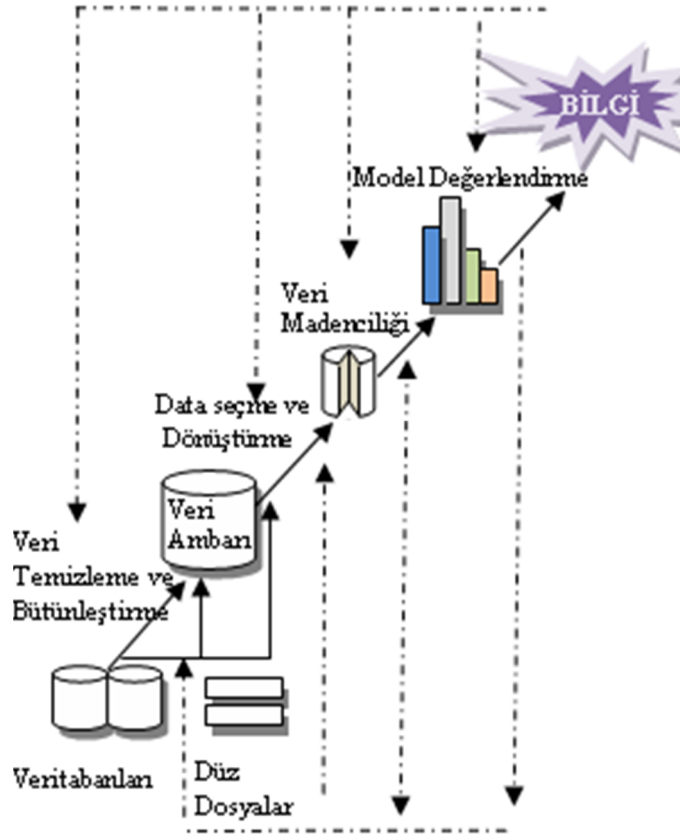 BİLGİ
Model Değerlendirme
Veri
Madenciliği
Data seçme ve
Dönüştürme
Veri
Ambarı
Veri
Temizleme ve
Bütünleştirme
Veritabanları
Düz
Dosyalar